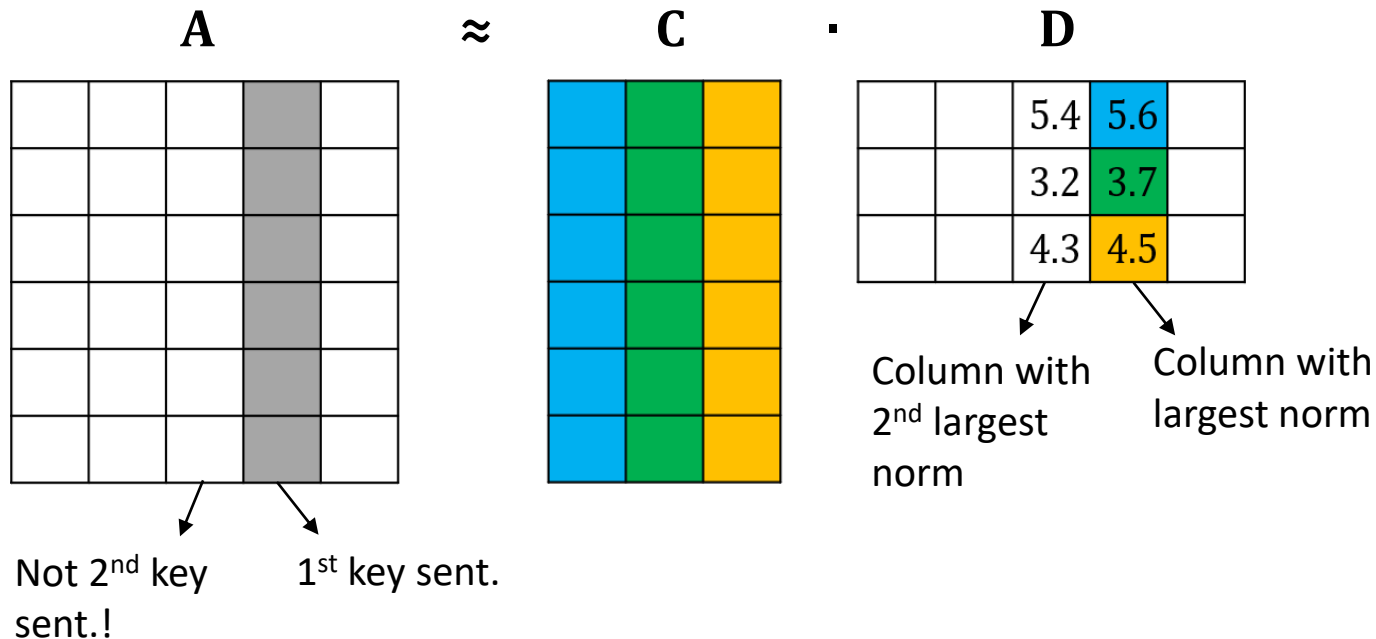 A ≈ C · D
5.4 5.6
3.2 3.7
4.3 4.5
Column with
2nd largest
norm
Column with
largest norm
Not 2nd key
sent.!
1st key sent.